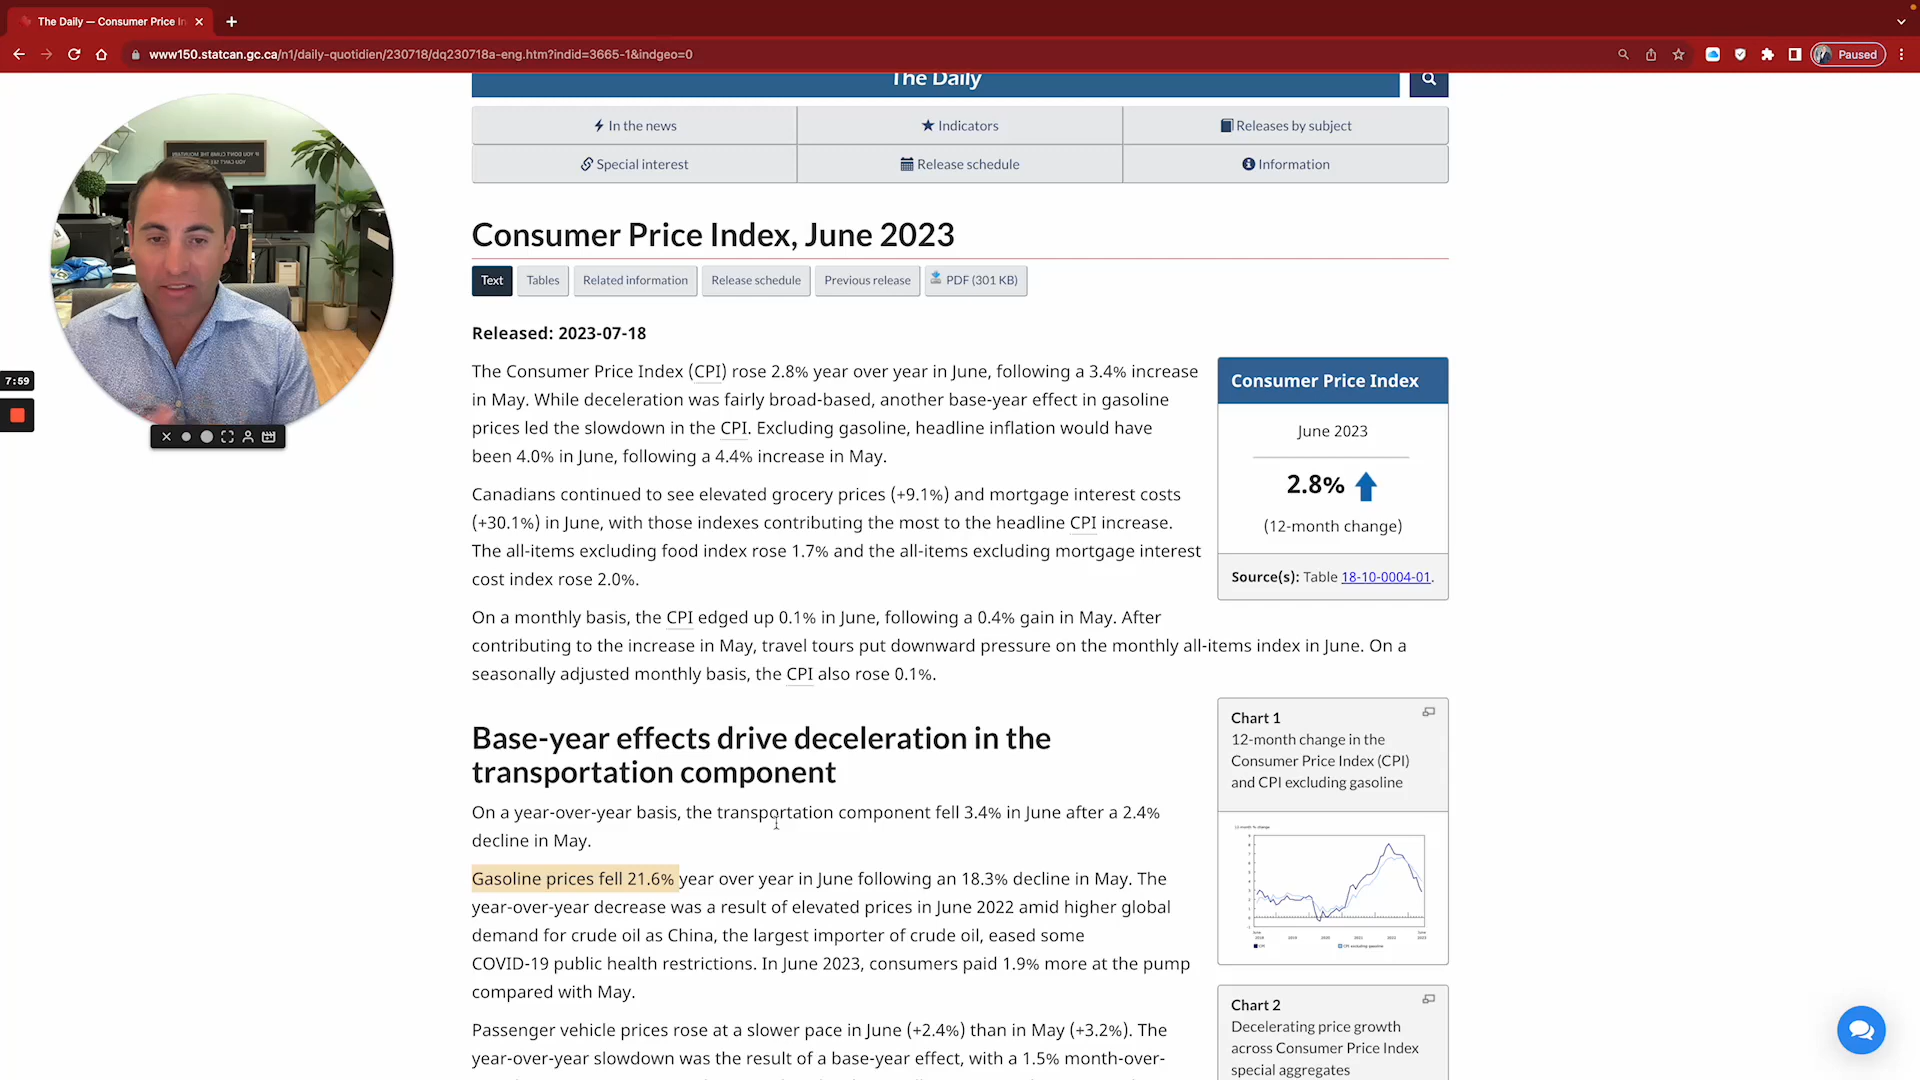 The Daily — Consumer Price In
www150.statcan.gc.ca/n1/daily-quotidien/230718/dq230718a-eng.htm?indid=3665-1&indgeo=0
Paused
The Daily
In the news
Indicators
Releases by subject
Special interest
Release schedule
Information
Consumer Price Index, June 2023
Text
Tables
Related information
Release schedule
Previous release
PDF (301 KB)
Released: 2023-07-18
The Consumer Price Index (CPI) rose 2.8% year over year in June, following a 3.4% increase
in May. While deceleration was fairly broad-based, another base-year effect in gasoline
prices led the slowdown in the CPI. Excluding gasoline, headline inflation would have
been 4.0% in June, following a 4.4% increase in May.
Canadians continued to see elevated grocery prices (+9.1%) and mortgage interest costs
(+30.1%) in June, with those indexes contributing the most to the headline CPI increase.
The all-items excluding food index rose 1.7% and the all-items excluding mortgage interest
cost index rose 2.0%.
Consumer Price Index
June 2023
2.8%
(12-month change)
Source(s): Table 18-10-0004-01.
On a monthly basis, the CPI edged up 0.1% in June, following a 0.4% gain in May. After
contributing to the increase in May, travel tours put downward pressure on the monthly all-items index in June. On a
seasonally adjusted monthly basis, the CPI also rose 0.1%.
Base-year effects drive deceleration in the
transportation component
On a year-over-year basis, the transportation component fell 3.4% in June after a 2.4%
decline in May.
Gasoline prices fell 21.6% year over year in June following an 18.3% decline in May. The
year-over-year decrease was a result of elevated prices in June 2022 amid higher global
demand for crude oil as China, the largest importer of crude oil, eased some
COVID-19 public health restrictions. In June 2023, consumers paid 1.9% more at the pump
compared with May.
Passenger vehicle prices rose at a slower pace in June (+2.4%) than in May (+3.2%). The
year-over-year slowdown was the result of a base-year effect, with a 1.5% month-over-
Chart 1
12-month change in the
Consumer Price Index (CPI)
and CPI excluding gasoline
12-month % change
CPI
CPI excluding gasoline
Chart 2
Decelerating price growth
across Consumer Price Index
special aggregates
7:59